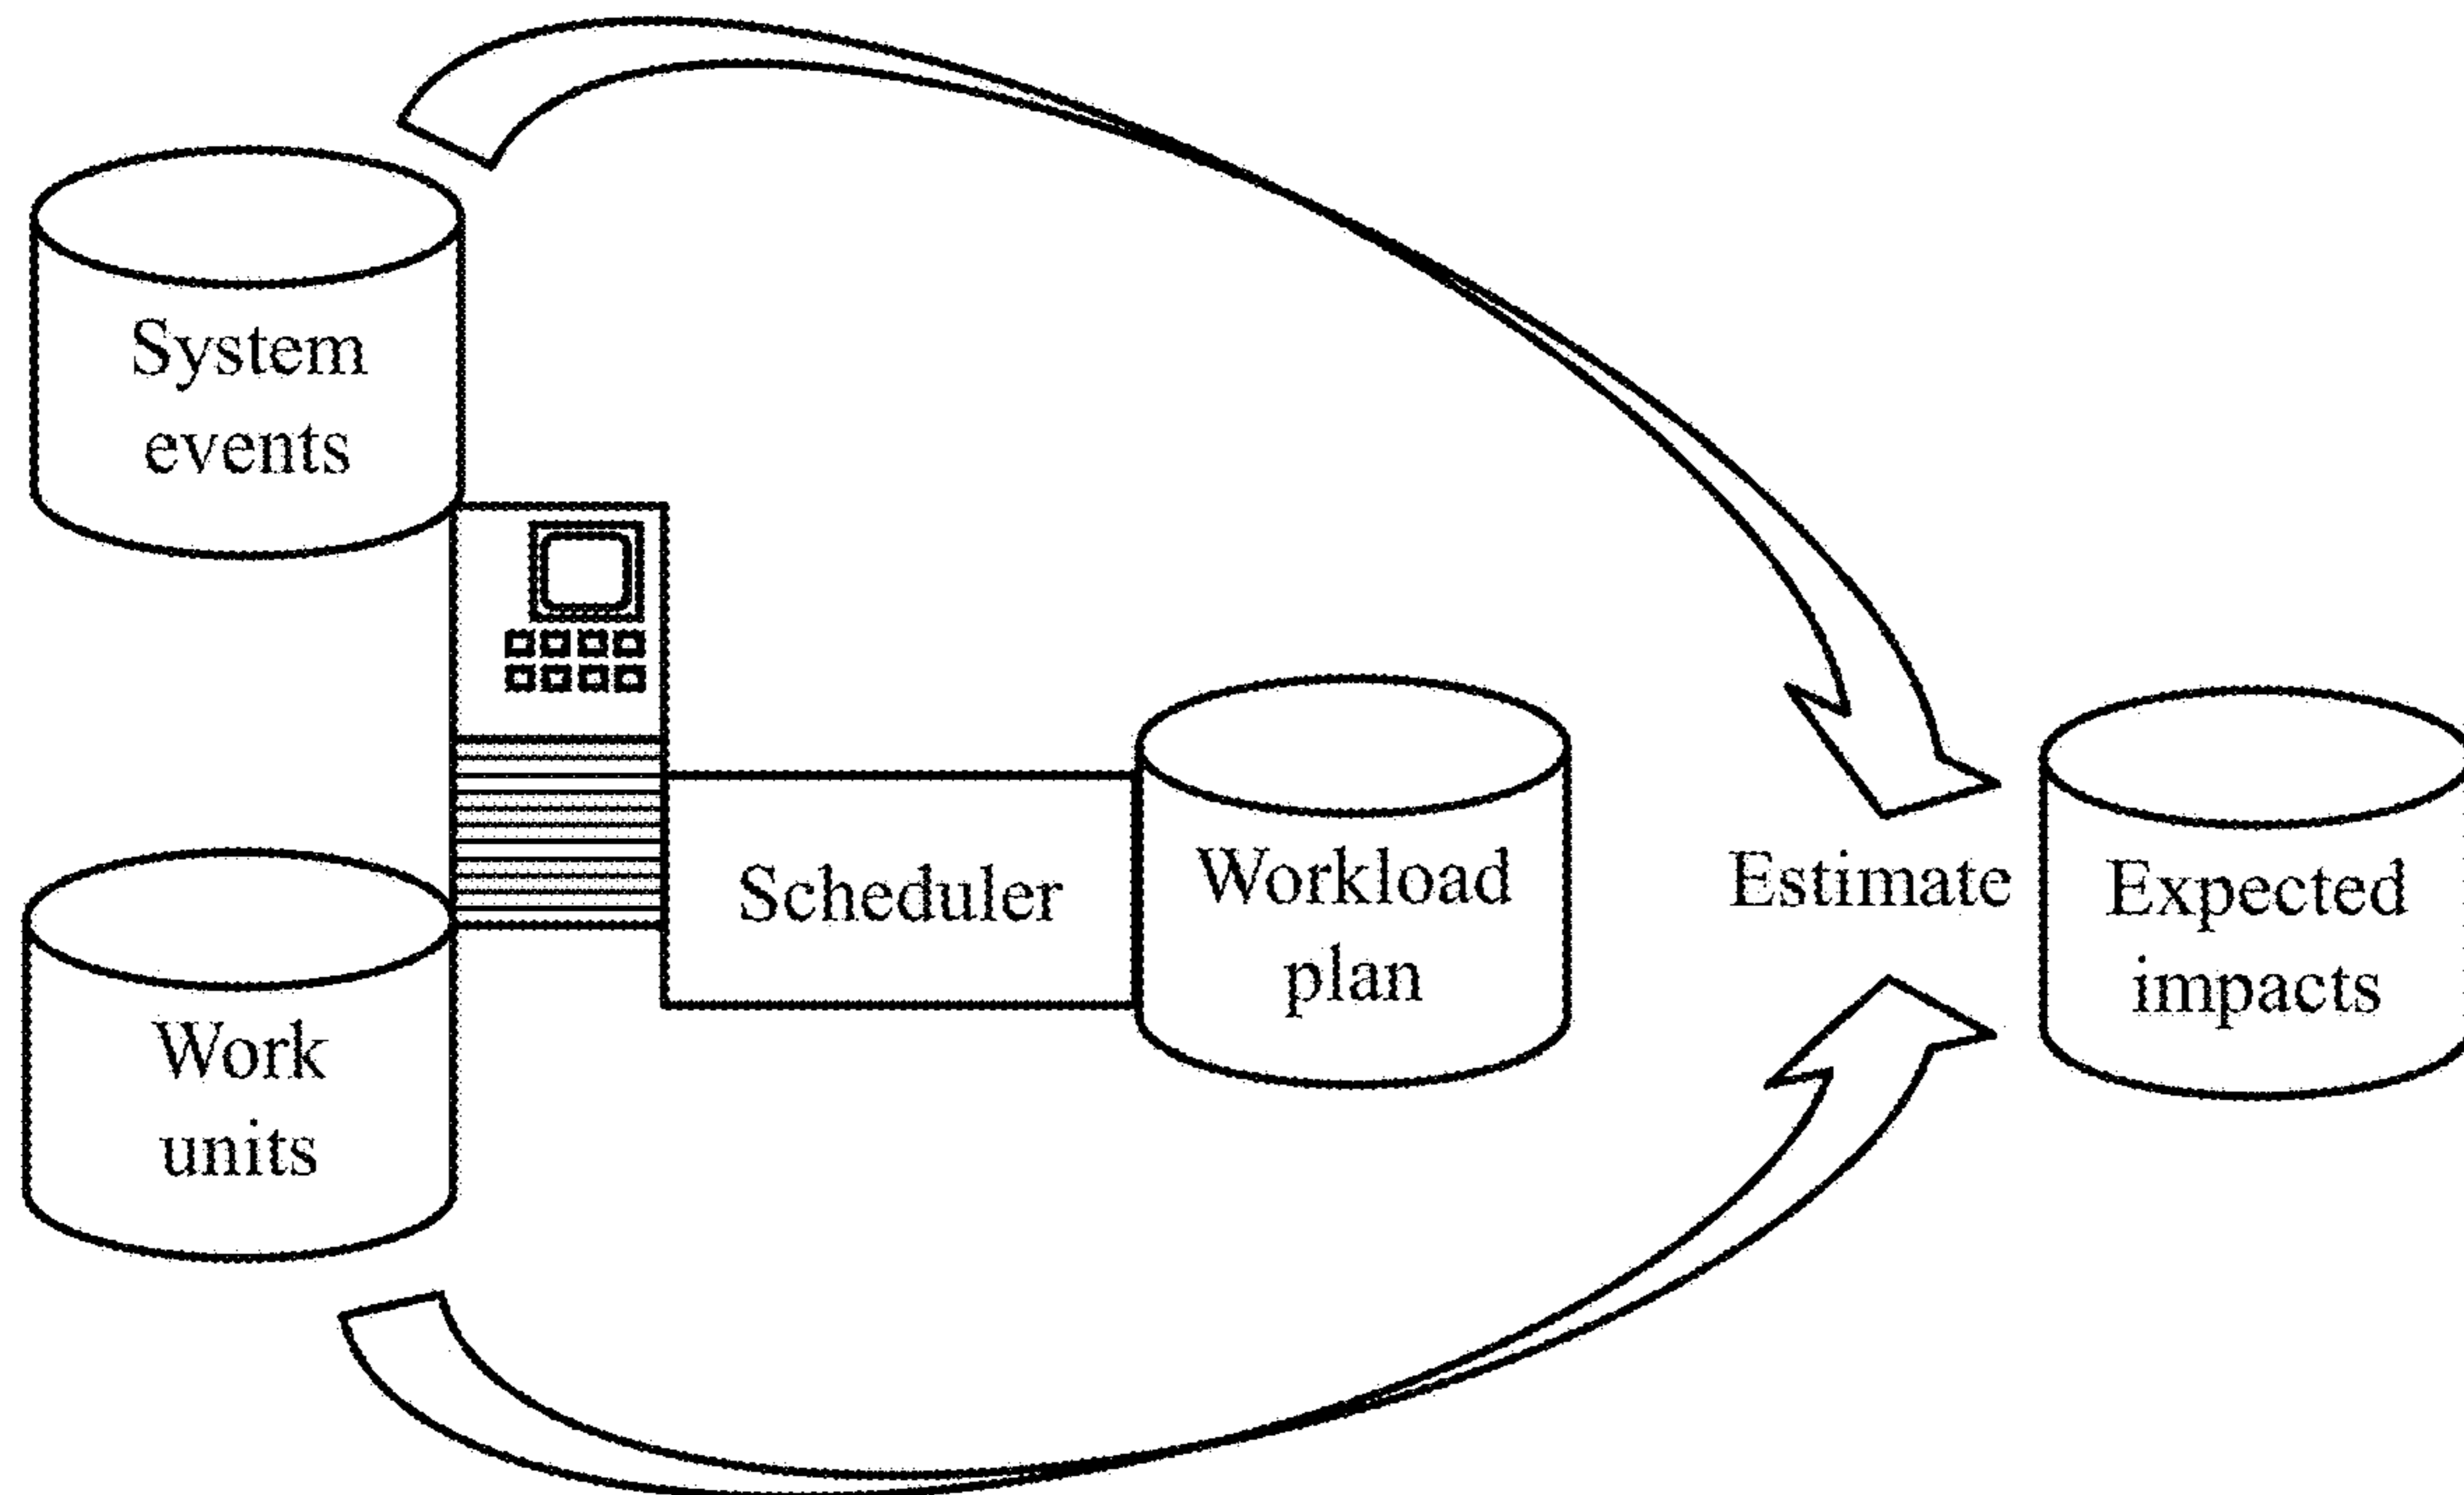 System
events
Work
units
Scheduler
Workload
plan
Estimate
Expected
impacts